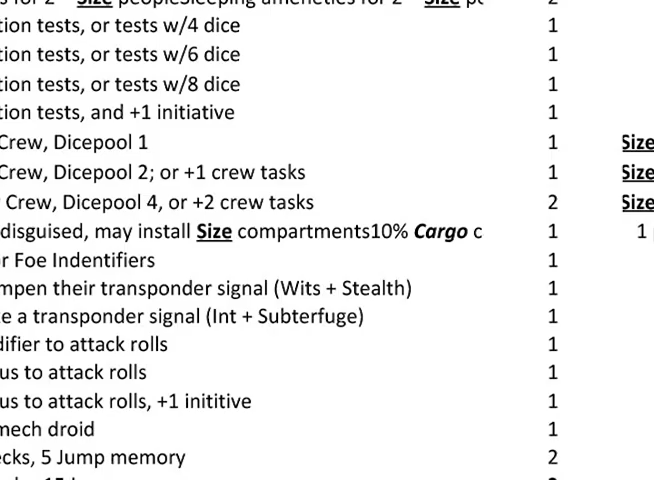 Size peoplesleeping ameneties for 2 Size 2
tion tests, or tests w/4 dice 1
tion tests, or tests w/6 dice 1
tion tests, or tests w/8 dice 1
tion tests, and +1 initiative 1
Crew, Dicepool 1 1 Size
Crew, Dicepool 2; or +1 crew tasks 1 Size
Crew, Dicepool 4, or +2 crew tasks 2 Size
disguised, may install Size compartments10% Cargo c 1 1
r Foe Indentifiers 1
mpen their transponder signal (Wits + Stealth) 1
e a transponder signal (Int + Subterfuge) 1
difier to attack rolls 1
us to attack rolls 1
us to attack rolls, +1 inititive 1
mech droid 1
ecks, 5 Jump memory 2